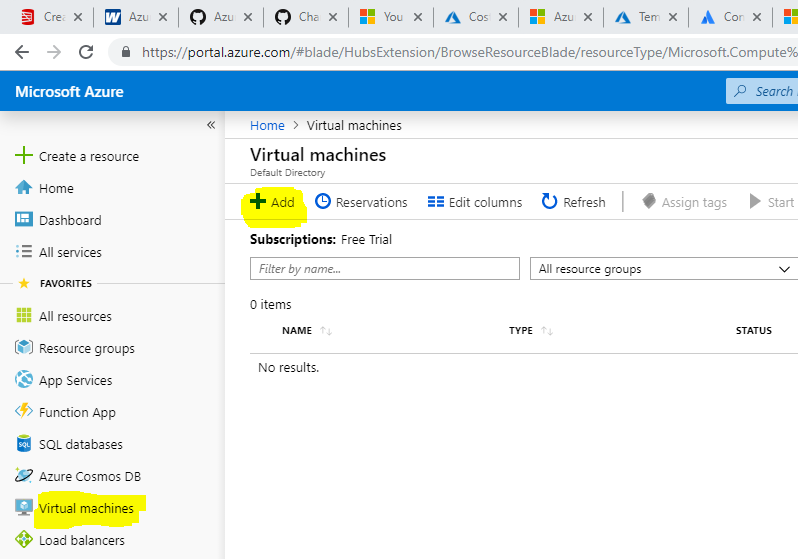 Crea
Azu
Azu
Cha
You
Cost
Azu
Tem
Con
https://portal.azure.com/#blade/HubsExtension/BrowseResourceBlade/resourceType/Microsoft.Compute%
Microsoft Azure
Search
«
Home > Virtual machines
Create a resource
Home
Dashboard
All services
FAVORITES
All resources
Resource groups
App Services
Function App
SQL databases
Azure Cosmos DB
Virtual machines
Load balancers
Virtual machines
Default Directory
Add Reservations Edit columns Refresh Assign tags Start
Subscriptions: Free Trial
Filter by name...
All resource groups
0 items
NAME TYPE STATUS
No results.